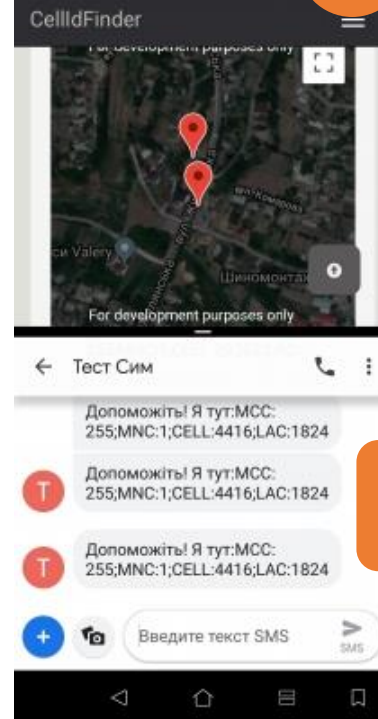 CellIdFinder
For development purposes only
си Valery
Шиномонтаж
For development purposes only
Тест Сим
Допоможіть! Я тут:MCC:
255;MNC:1;CELL:4416;LAC:1824
T
Допоможіть! Я тут:MCC:
255;MNC:1;CELL:4416;LAC:1824
T
Допоможіть! Я тут:MCC:
255;MNC:1;CELL:4416;LAC:1824
Введите текст SMS
SMS